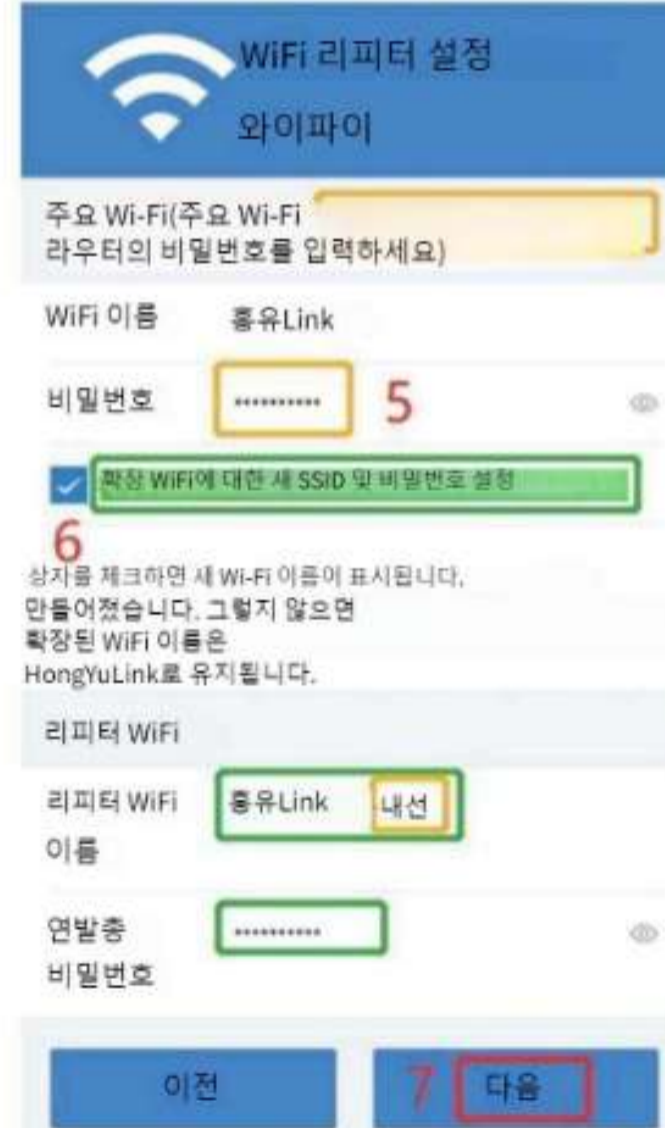 WiFi 리피터 설정
와이파이
주요 Wi-Fi(주요 Wi-Fi
라우터의 비밀번호를 입력하세요)
WiFi 이름 홍유Link
비밀번호 •••••••••• 5
확장 WiFi에 대한 새 SSID 및 비밀번호 설정
6
상자를 체크하면 새 Wi-Fi 이름이 표시됩니다.
만들어졌습니다. 그렇지 않으면
확장된 WiFi 이름은
HongYuLink로 유지됩니다.
리피터 WiFi
리피터 WiFi 홍유Link 내선
이름
연발총 ••••••••••
비밀번호
이전 7 다음